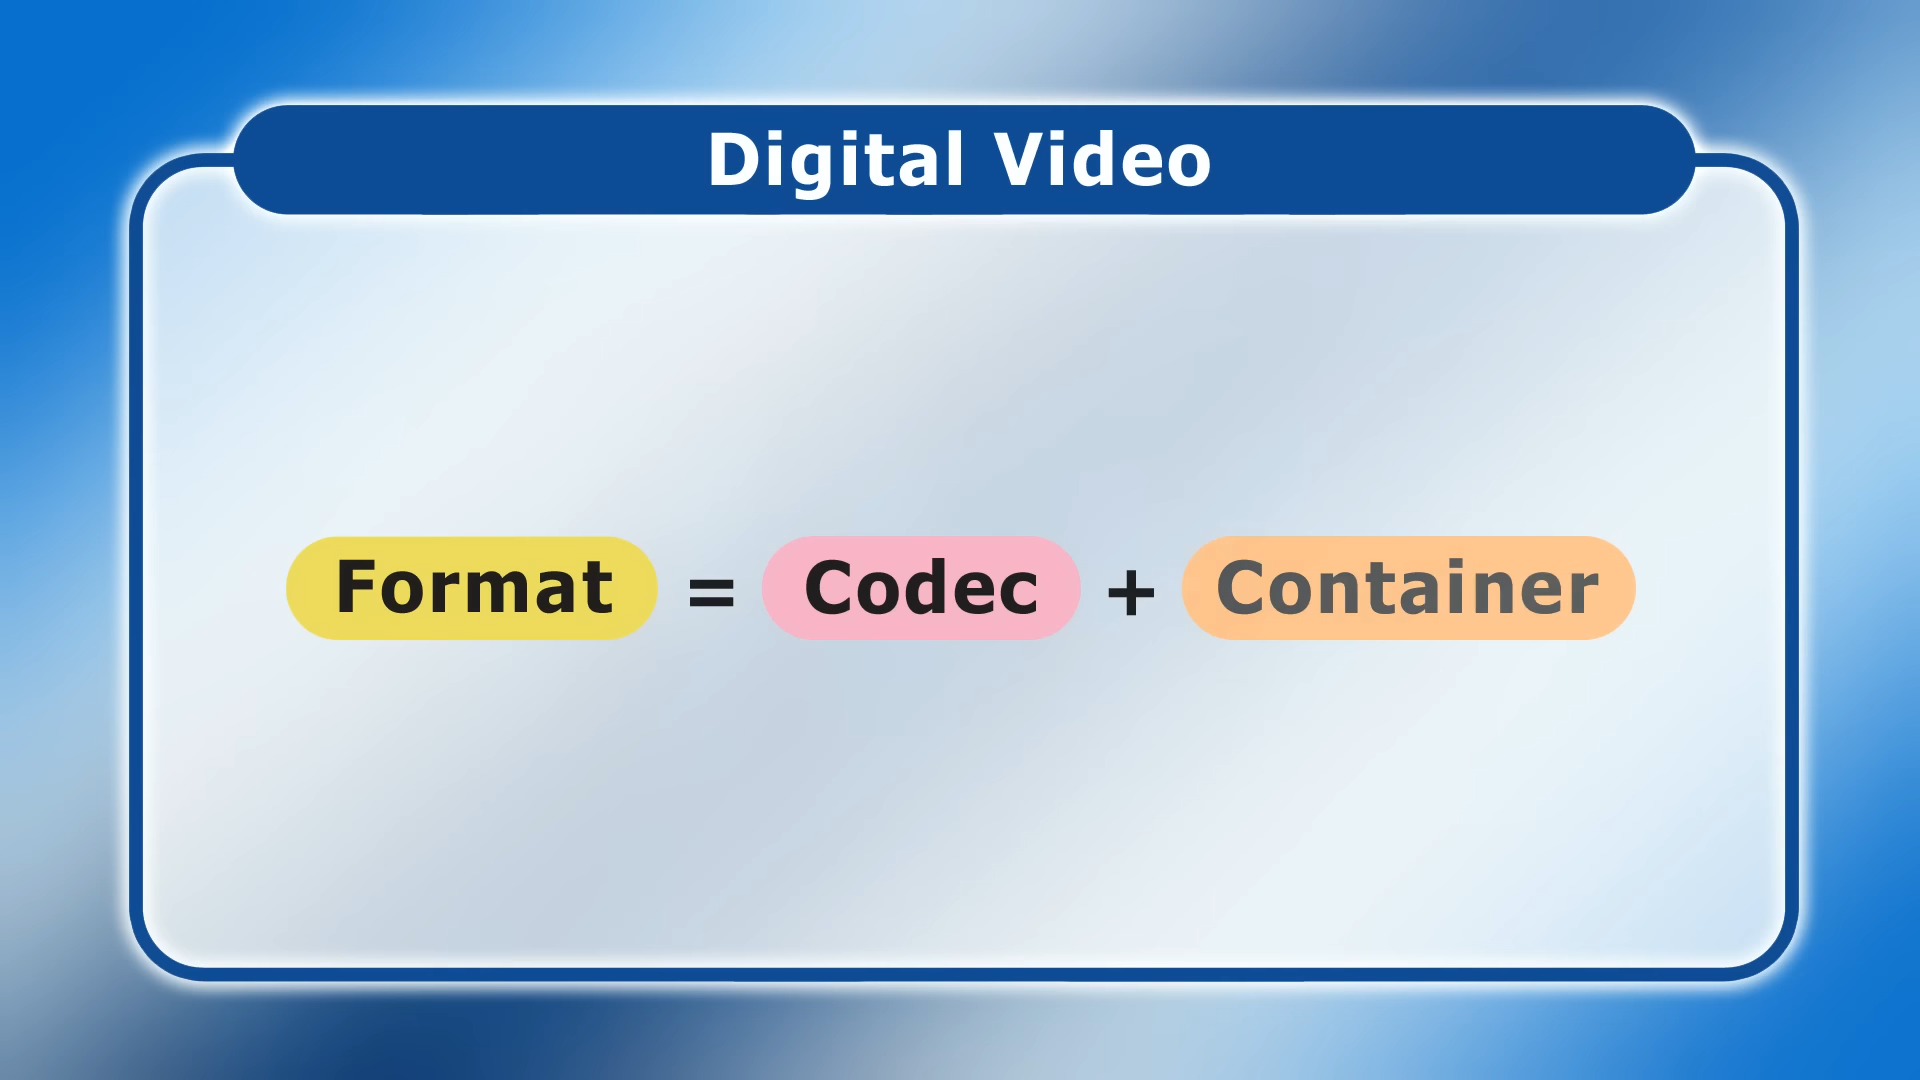 Digital Video
Format = Codec + Container